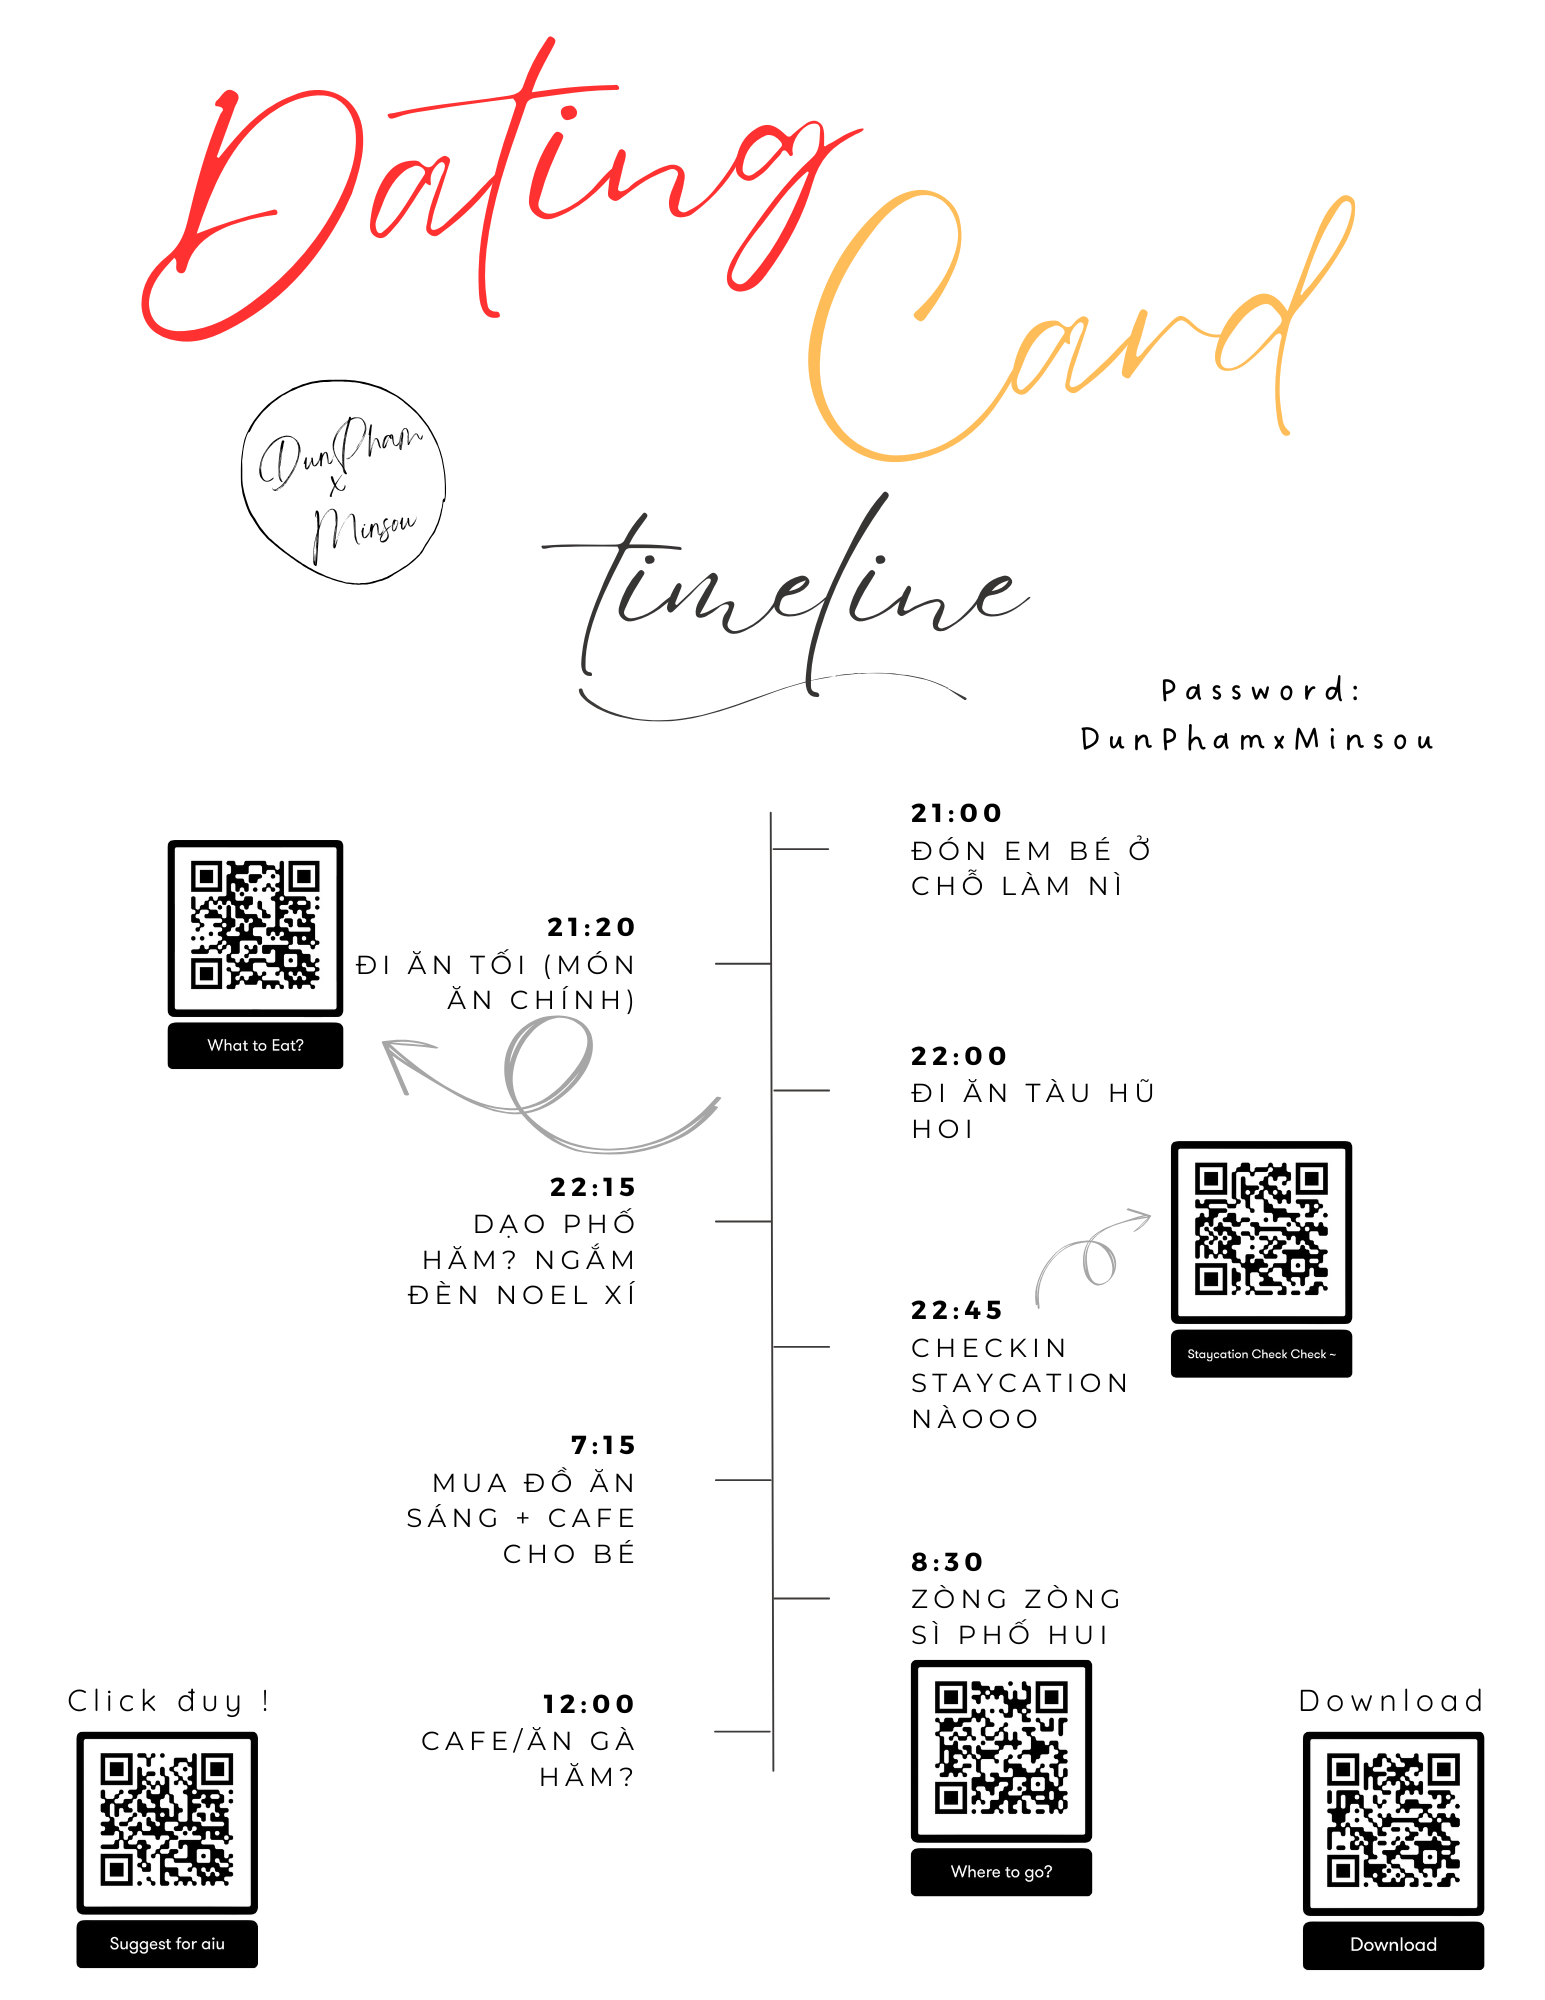 Dating
Card
DunPham
x
Minsou
timeline
Password:
DunPhamxMinsou
21:00
ĐÓN EM BÉ Ở
CHỖ LÀM NÌ
21:20
ĐI ĂN TỐI (MÓN
ĂN CHÍNH)
What to Eat?
22:00
ĐI ĂN TÀU HŨ
HOI
22:15
DẠO PHỐ
HĂM? NGẮM
ĐÈN NOEL XÍ
22:45
CHECKIN
STAYCATION
NÀOOO
Staycation Check Check ~
7:15
MUA ĐỒ ĂN
SÁNG + CAFE
CHO BÉ
8:30
ZÒNG ZÒNG
SÌ PHỐ HUI
Where to go?
12:00
CAFE/ĂN GÀ
HĂM?
Click đuy !
Suggest for aiu
Download
Download